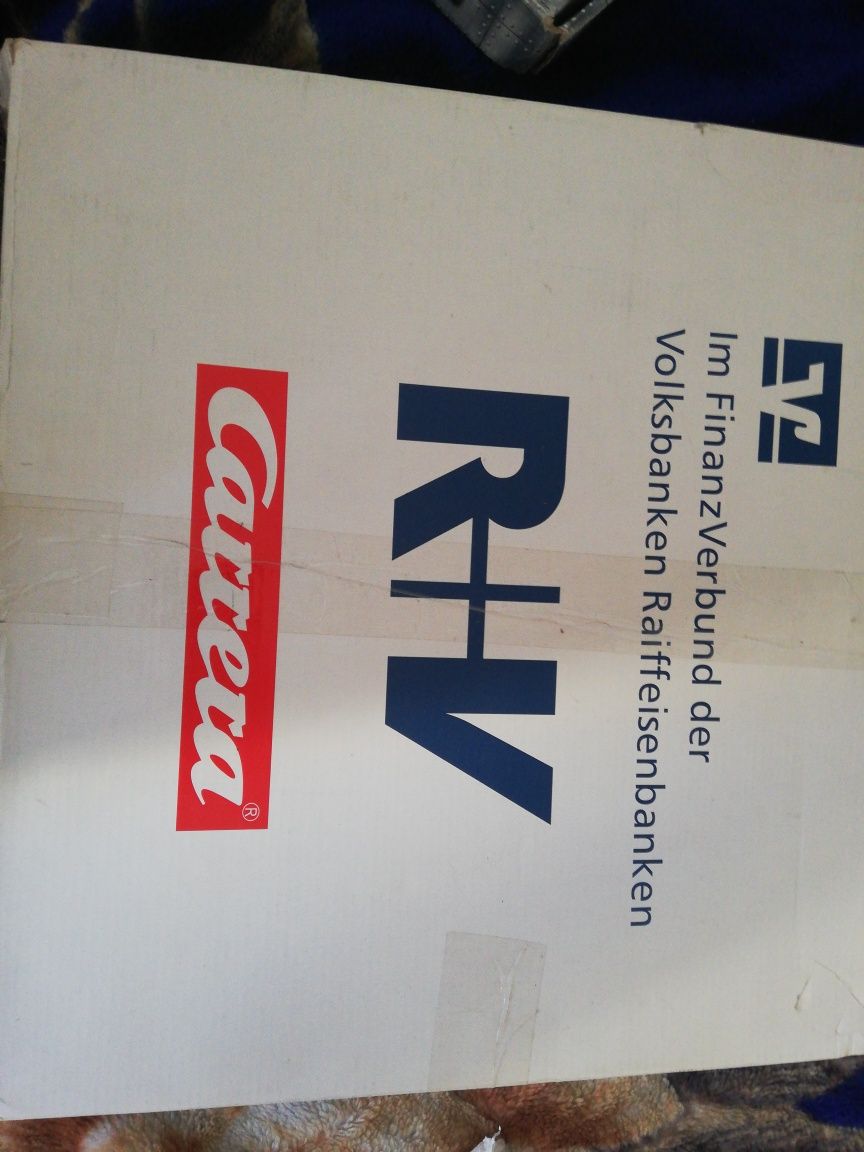 Im FinanzVerbund der
Volksbanken Raiffeisenbanken
R+V
Carrera®